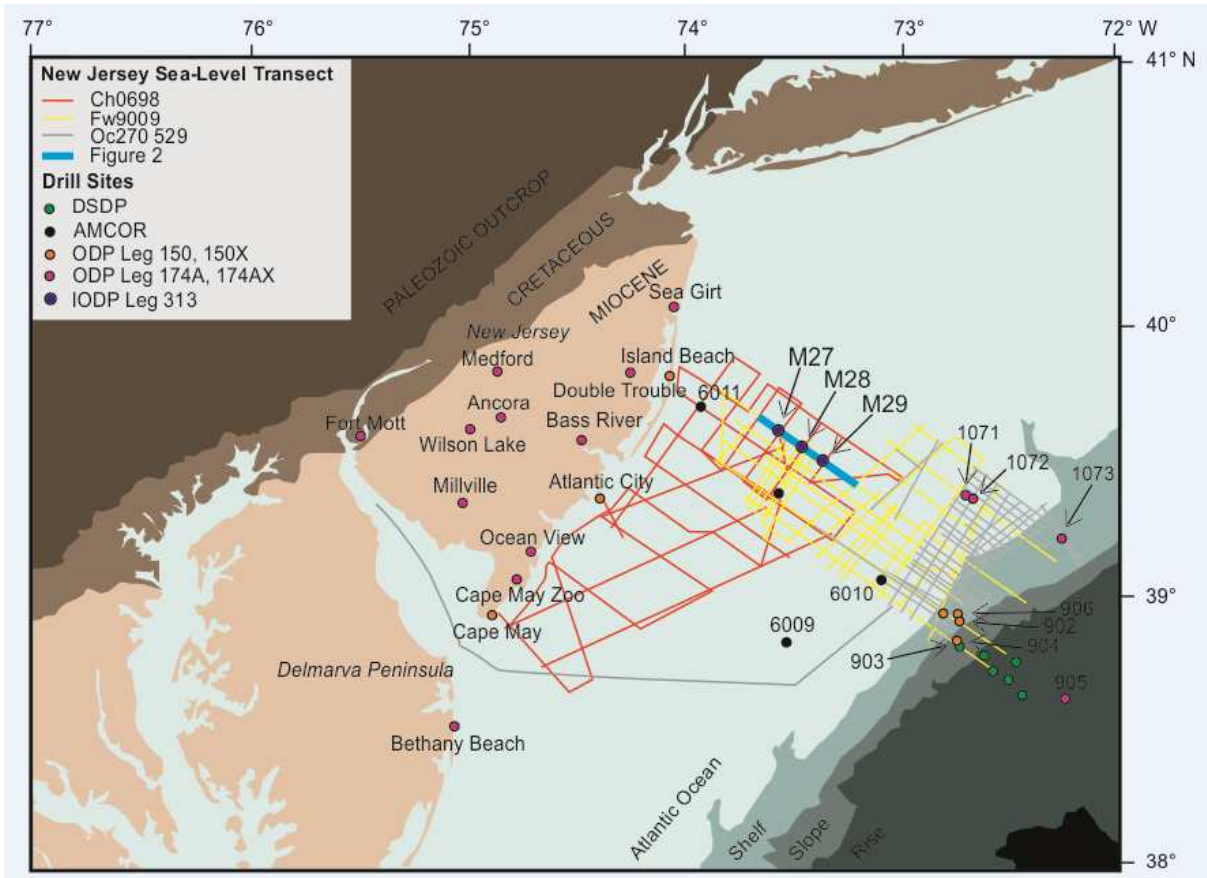 77°
76°
75°
74°
73°
72° W
41° N
40°
39°
38°
New Jersey Sea-Level Transect
Ch0698
Fw9009
Oc270 529
Figure 2
Drill Sites
DSDP
AMCOR
ODP Leg 150, 150X
ODP Leg 174A, 174AX
IODP Leg 313
PALEOZOIC OUTCROP
CRETACEOUS
MIOCENE
Sea Girt
New Jersey
Medford
Island Beach
Double Trouble
6011
M27
M28
M29
Ancora
Bass River
Fort Mott
Wilson Lake
1071
1072
1073
Millville
Atlantic City
Ocean View
Cape May Zoo
Cape May
6010
6009
906
902
904
903
905
Delmarva Peninsula
Bethany Beach
Atlantic Ocean
Shelf
Slope
Rise